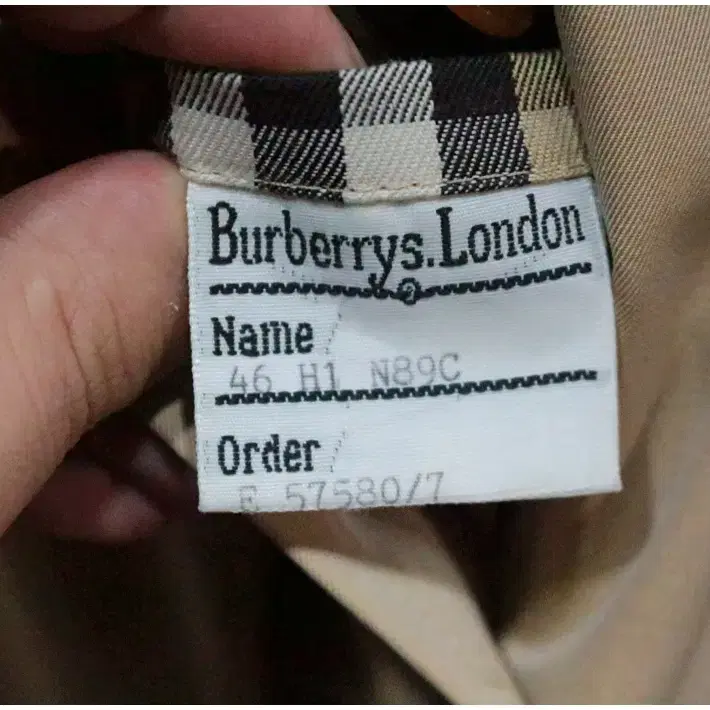 Burberrys.London
Name
46 H1 N89C
Order
E 57580/7